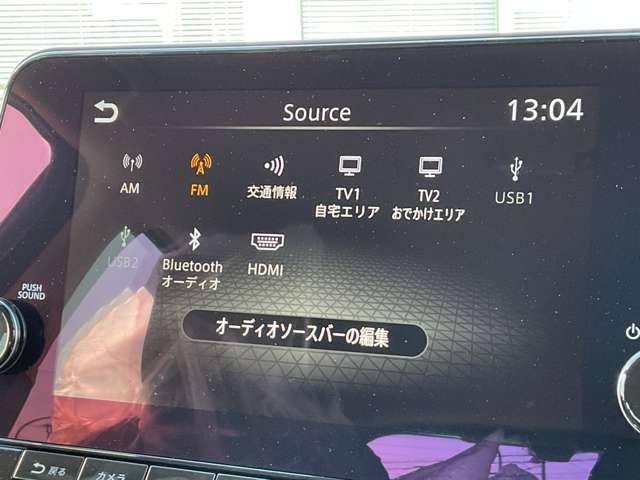 Source
13:04
AM
FM
交通情報
TV1
自宅エリア
TV2
おでかけエリア
USB1
USB2
Bluetooth
オーディオ
HDMI
オーディオソースバーの編集
PUSH
SOUND
戻る
カメラ